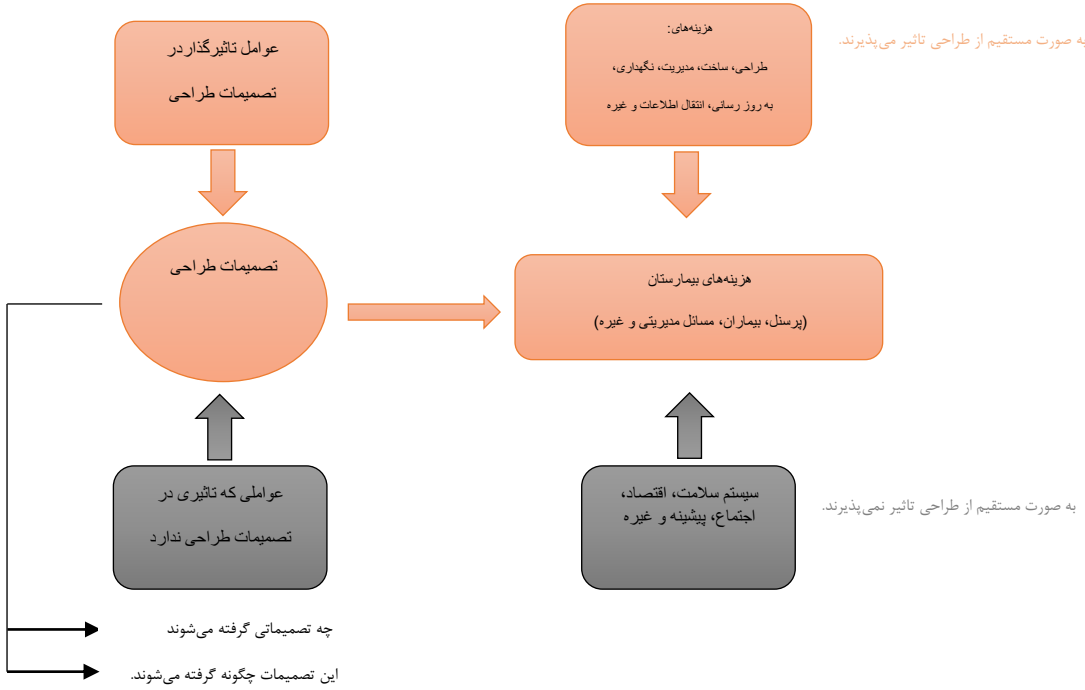 عوامل تاثیرگذار در
تصمیمات طراحی
هزینه‌های:
طراحی، ساخت، مدیریت، نگهداری،
به روز رسانی، انتقال اطلاعات و غیره
به صورت مستقیم از طراحی تاثیر می‌پذیرند.
تصمیمات طراحی
هزینه‌های بیمارستان
(پرسنل، بیماران، مسائل مدیریتی و غیره)
عواملی که تاثیری در
تصمیمات طراحی ندارد
سیستم سلامت، اقتصاد،
اجتماع، پیشینه و غیره
به صورت مستقیم از طراحی تاثیر نمی‌پذیرند.
چه تصمیماتی گرفته می‌شوند
این تصمیمات چگونه گرفته می‌شوند.